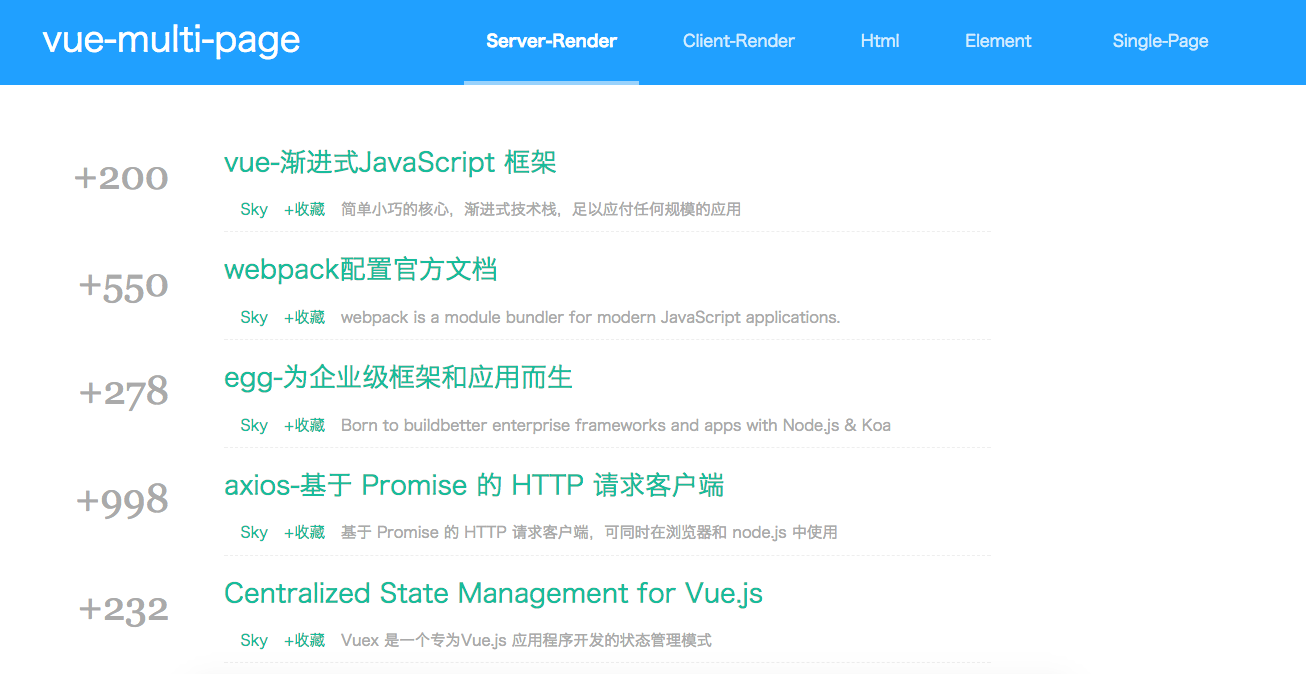 vue-multi-page Server-Render Client-Render Html Element Single-Page
+200
vue-渐进式JavaScript 框架
Sky +收藏 简单小巧的核心，渐进式技术栈，足以应付任何规模的应用
+550
webpack配置官方文档
Sky +收藏 webpack is a module bundler for modern JavaScript applications.
+278
egg-为企业级框架和应用而生
Sky +收藏 Born to buildbetter enterprise frameworks and apps with Node.js & Koa
+998
axios-基于 Promise 的 HTTP 请求客户端
Sky +收藏 基于 Promise 的 HTTP 请求客户端，可同时在浏览器和 node.js 中使用
+232
Centralized State Management for Vue.js
Sky +收藏 Vuex 是一个专为Vue.js 应用程序开发的状态管理模式